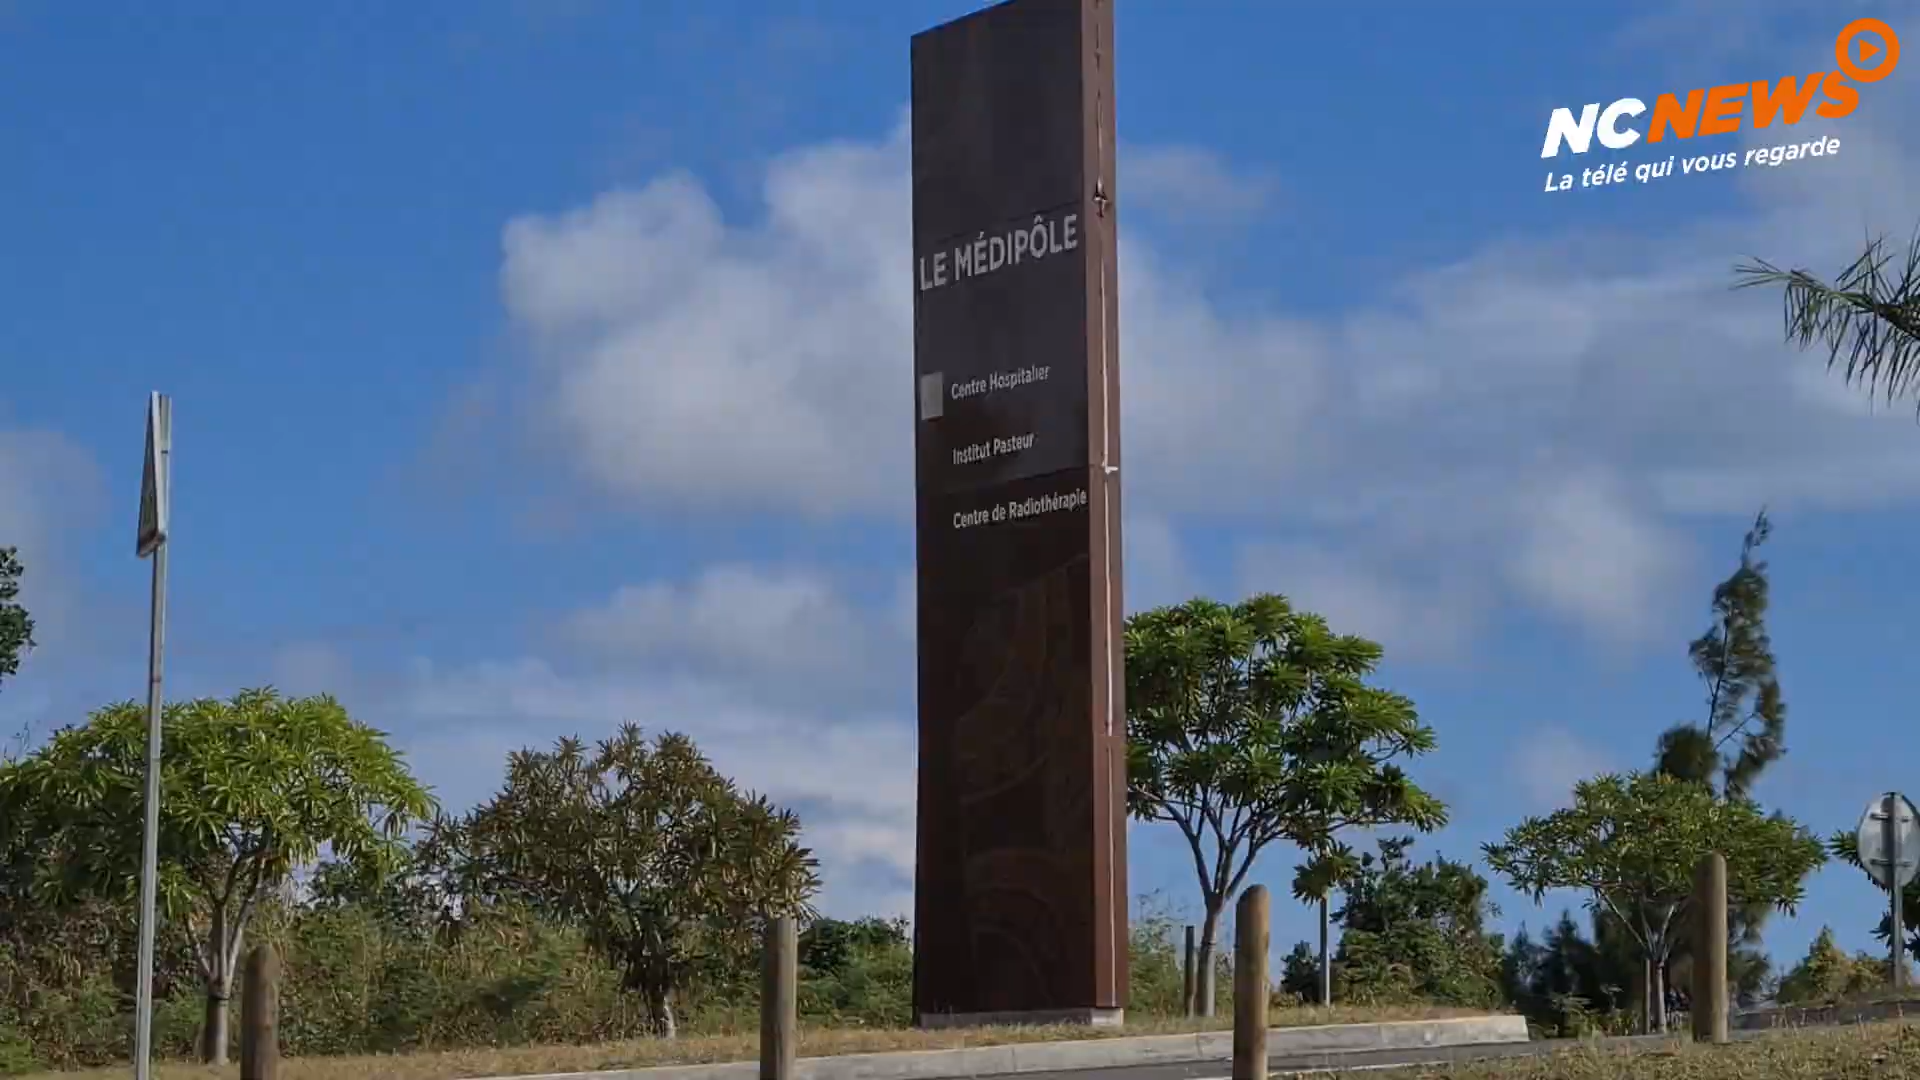 NCNEWS
La télé qui vous regarde
LE MÉDIPÔLE
Centre Hospitalier
Institut Pasteur
Centre de Radiothérapie